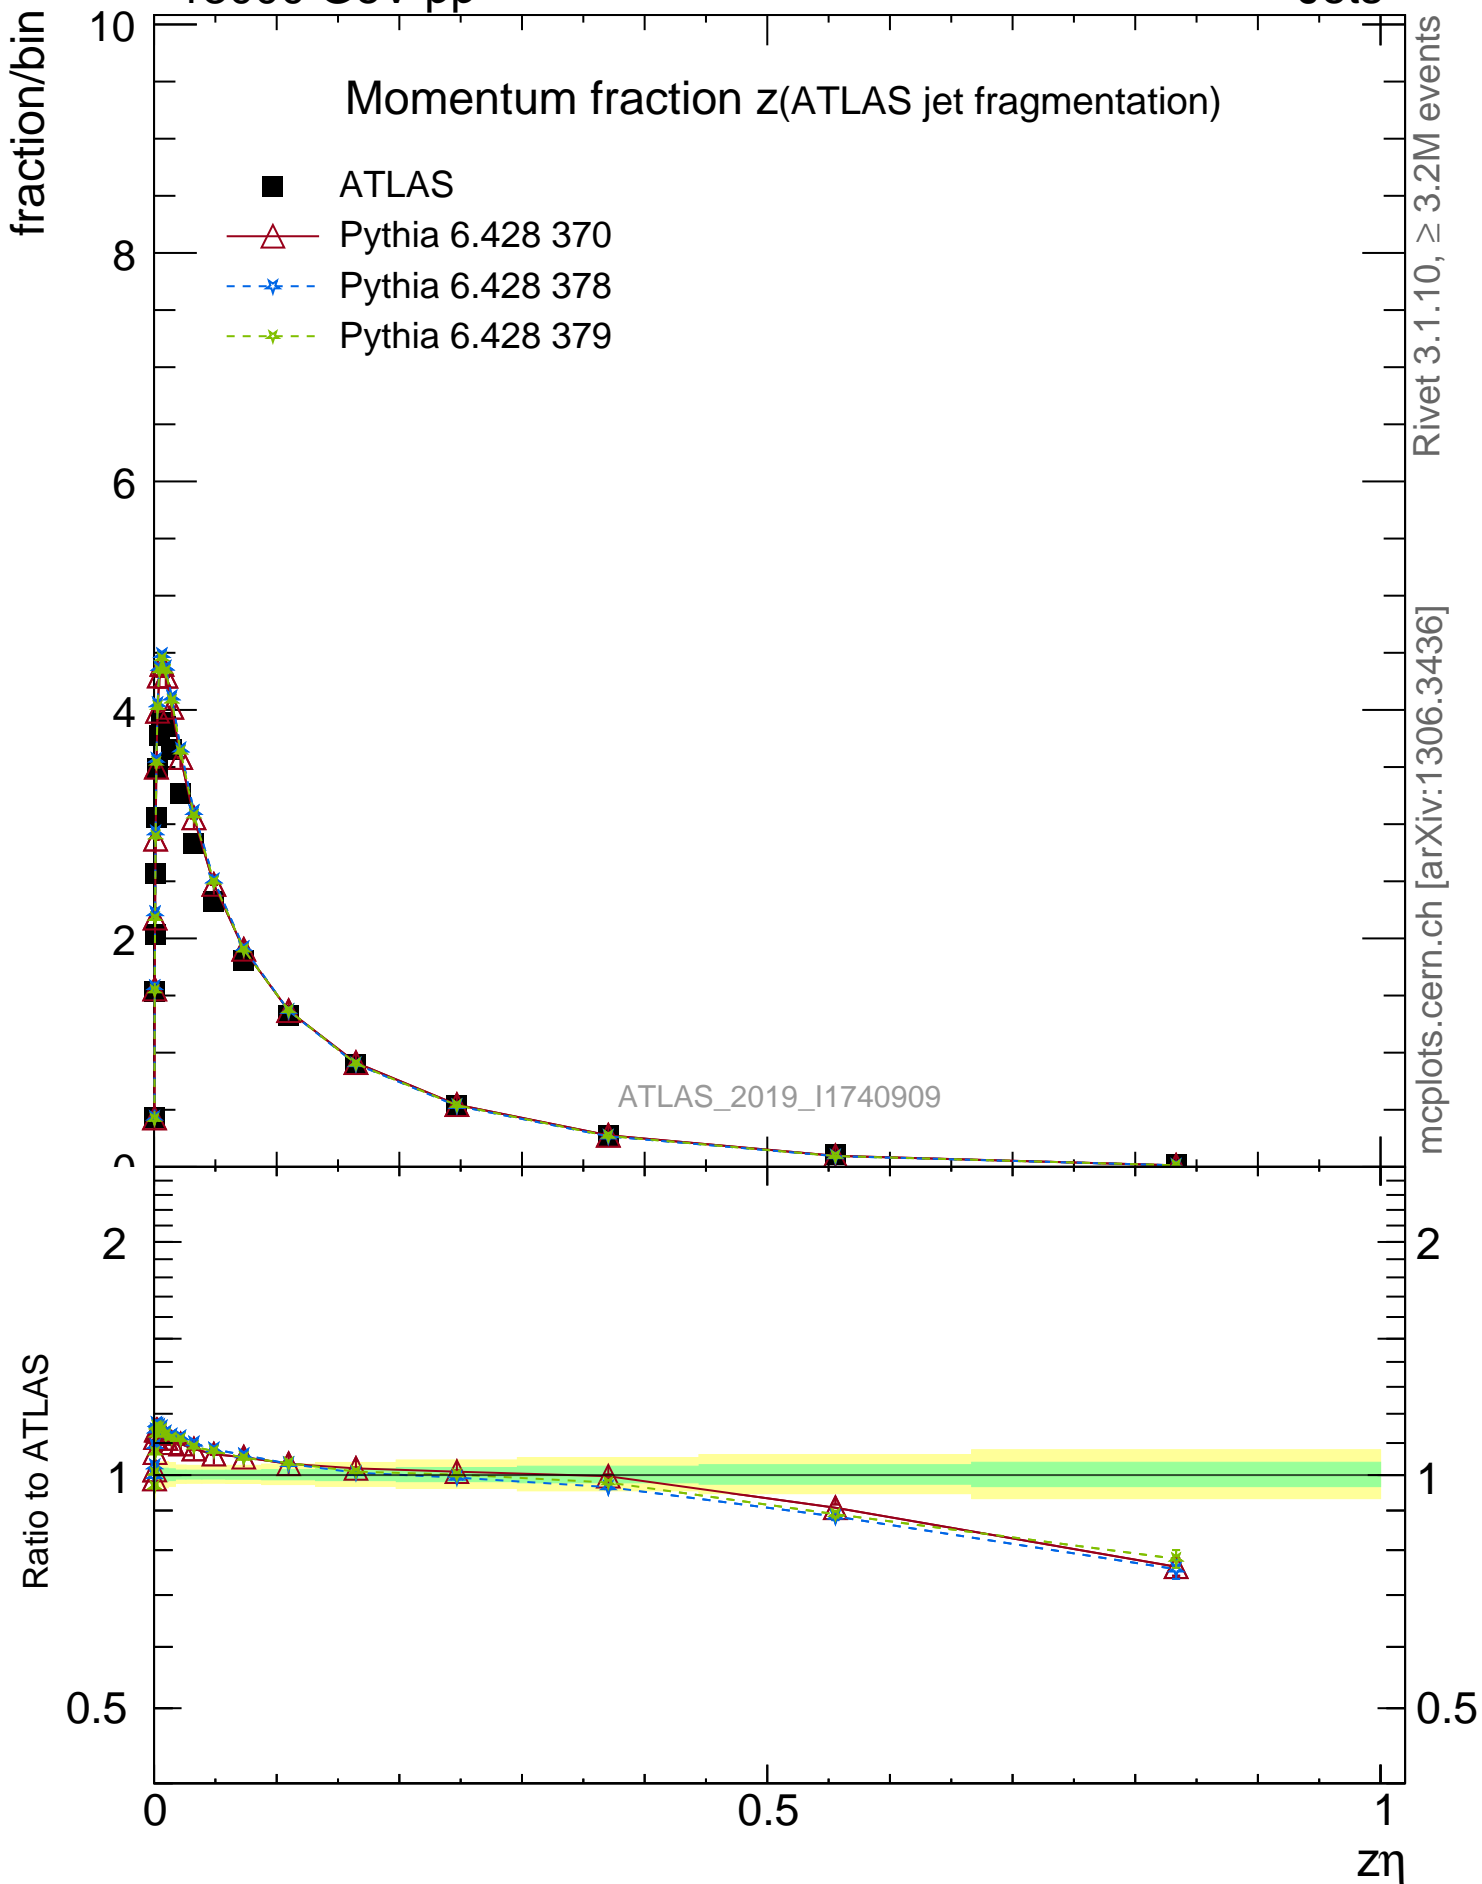 fraction/bin
Momentum fraction z(ATLAS jet fragmentation)
ATLAS
Pythia 6.428 370
Pythia 6.428 378
Pythia 6.428 379
10
8
6
4
2
0
ATLAS_2019_I1740909
Rivet 3.1.10, ≥ 3.2M events
mcplots.cern.ch [arXiv:1306.3436]
Ratio to ATLAS
2
1
0.5
2
1
0.5
0
0.5
1
zη